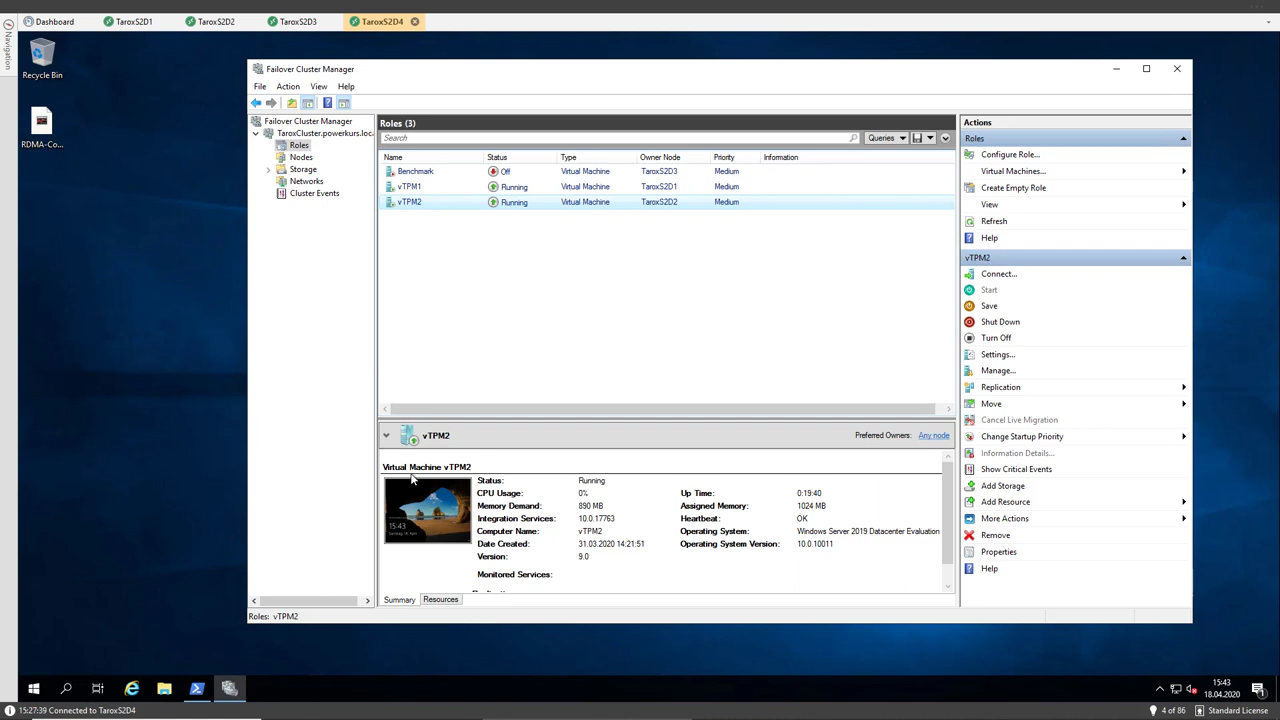 Dashboard TaroxS2D1 TaroxS2D2 TaroxS2D3 TaroxS2D4
Navigation
Recycle Bin
RDMA-Co...
Failover Cluster Manager
File Action View Help
Failover Cluster Manager
TaroxCluster.powerkurs.loc
Roles
Nodes
Storage
Networks
Cluster Events
Roles (3)
Search
Queries
Name Status Type Owner Node Priority Information
Benchmark Off Virtual Machine TaroxS2D3 Medium
vTPM1 Running Virtual Machine TaroxS2D1 Medium
vTPM2 Running Virtual Machine TaroxS2D2 Medium
vTPM2
Preferred Owners: Any node
Virtual Machine vTPM2
15:43
Status: Running
CPU Usage: 0% Up Time: 0:19:40
Memory Demand: 890 MB Assigned Memory: 1024 MB
Integration Services: 10.0.17763 Heartbeat: OK
Computer Name: vTPM2 Operating System: Windows Server 2019 Datacenter Evaluation
Date Created: 31.03.2020 14:21:51 Operating System Version: 10.0.10011
Version: 9.0
Monitored Services:
Summary Resources
Roles: vTPM2
Actions
Roles
Configure Role...
Virtual Machines...
Create Empty Role
View
Refresh
Help
vTPM2
Connect...
Start
Save
Shut Down
Turn Off
Settings...
Manage...
Replication
Move
Cancel Live Migration
Change Startup Priority
Information Details...
Show Critical Events
Add Storage
Add Resource
More Actions
Remove
Properties
Help
15:43
18.04.2020
15:27:39 Connected to TaroxS2D4
4 of 86
Standard License